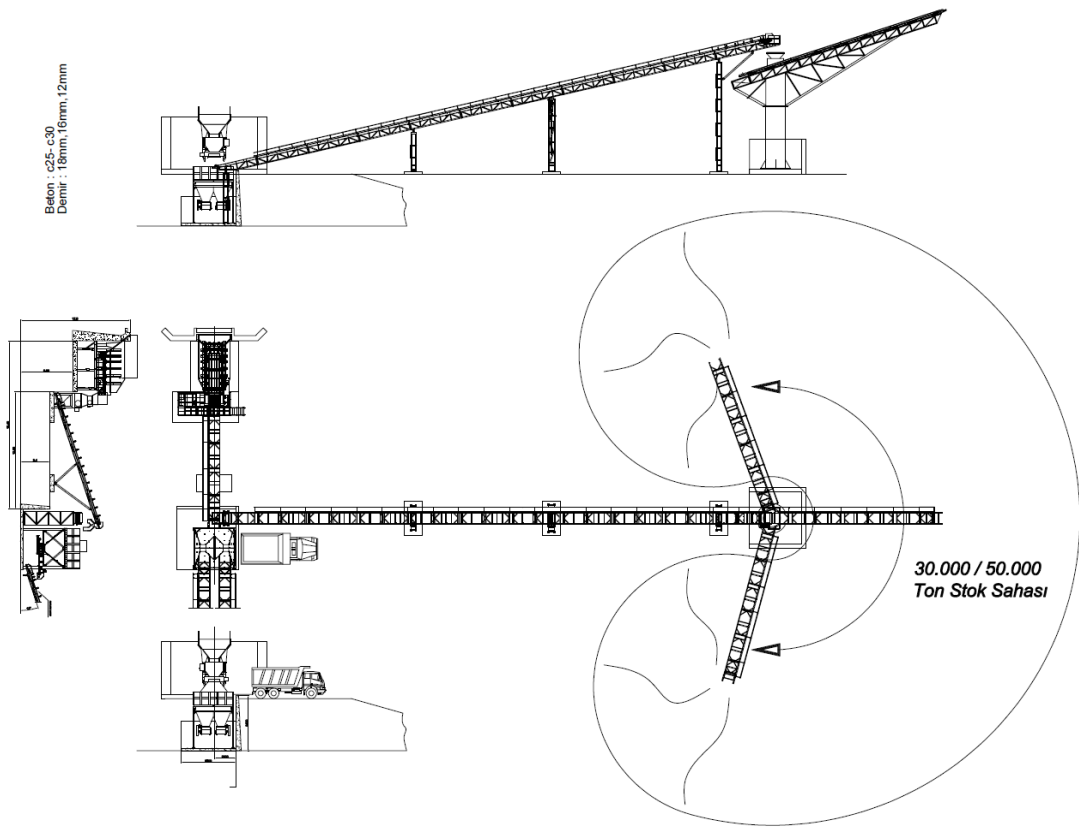 Beton : c25- c30
Demir : 18mm,16mm,12mm
30.000 / 50.000
Ton Stok Sahası